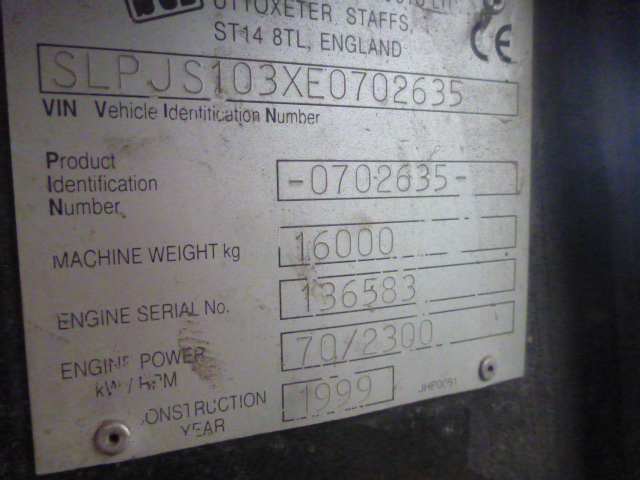 UTTOXETER, STAFFS,
ST14 8TL, ENGLAND
CE
SLPJS103XE0702635
VIN Vehicle Identification Number
Product Identification Number
-0702635-
MACHINE WEIGHT kg 16000
ENGINE SERIAL No. 136583
ENGINE POWER kW / RPM 70/2300
CONSTRUCTION YEAR 1999
JHP0091